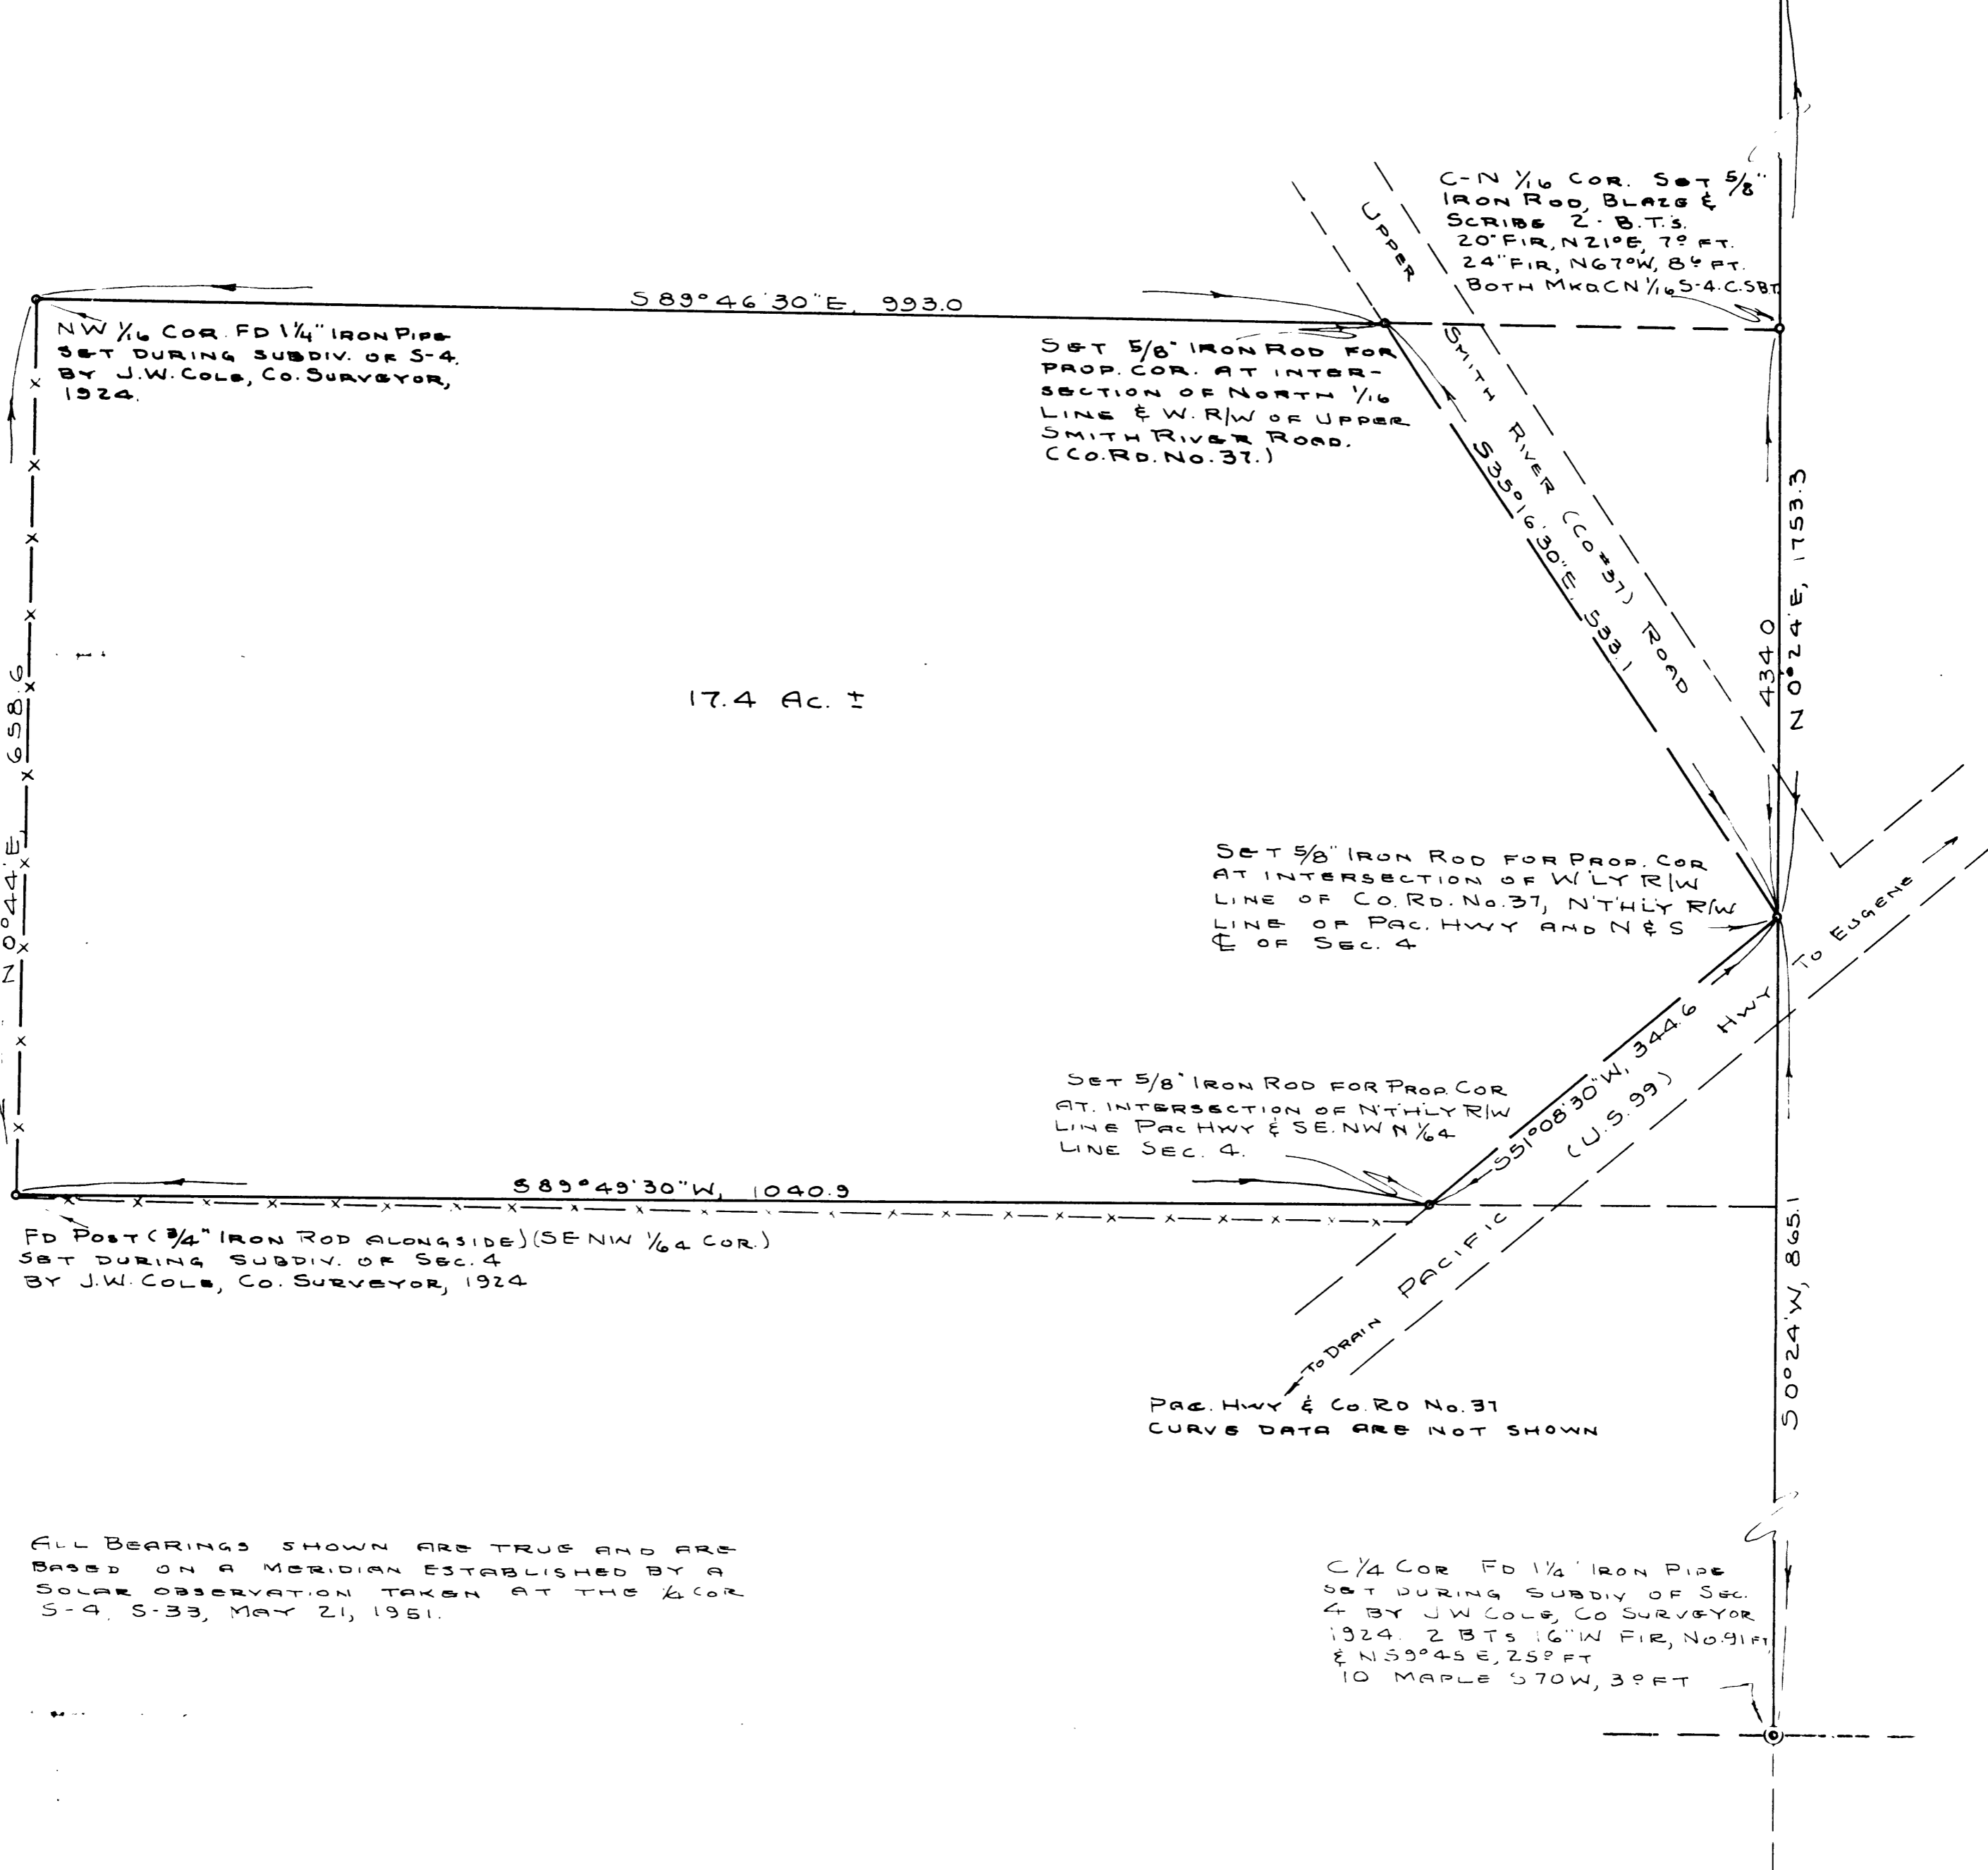 C-N 1/16 COR. SET 5/8"
IRON ROD, BLAZE &
SCRIBE 2-B.T.'s.
20" FIR, N21°E, 7⁰ FT.
24" FIR, N67°W, 8⁶ FT.
BOTH MKD CN 1/16 S-4.C.S BT
UPPER SMITH RIVER (CO #37) ROAD
S 89° 46' 30" E, 993.0
NW 1/16 COR. FD 1 1/4" IRON PIPE
SET DURING SUBDIV. OF S-4.
BY J.W. COLE, CO. SURVEYOR,
1924.
SET 5/8" IRON ROD FOR
PROP. COR. AT INTER-
SECTION OF NORTH 1/16
LINE & W. R/W OF UPPER
SMITH RIVER ROAD.
(CO. RD. NO. 37.)
S35°16'30"E, 533.1
434.0
N 0°24' E, 1753.3
N 0°44' E, 658.6
17.4 AC. ±
SET 5/8" IRON ROD FOR PROP. COR
AT INTERSECTION OF W'LY R/W
LINE OF CO. RD. NO. 37, N'THLY R/W
LINE OF PAC. HWY AND N & S
℄ OF SEC. 4
TO EUGENE
S51°08'30"W, 344.6
PACIFIC HWY
(U.S. 99)
SET 5/8" IRON ROD FOR PROP. COR
AT. INTERSECTION OF N'THLY R/W
LINE PAC HWY & SE. NW N 1/64
LINE SEC. 4.
S 89° 49' 30" W, 1040.9
FD POST (3/4" IRON ROD ALONGSIDE) (SE NW 1/64 COR.)
SET DURING SUBDIV. OF SEC. 4
BY J.W. COLE, CO. SURVEYOR, 1924
S 0°24' W, 865.1
TO DRAIN
PAC. HWY & CO. RD NO. 37
CURVE DATA ARE NOT SHOWN
ALL BEARINGS SHOWN ARE TRUE AND ARE
BASED ON A MERIDIAN ESTABLISHED BY A
SOLAR OBSERVATION TAKEN AT THE 1/4 COR
S-4, S-33, MAY 21, 1951.
C 1/4 COR FD 1 1/4" IRON PIPE
SET DURING SUBDIV OF SEC.
4 BY J W COLE, CO SURVEYOR
1924. 2 BTS 16" W FIR,
& N59°45 E, 25⁰ FT
10 MAPLE S70W, 3⁰ FT